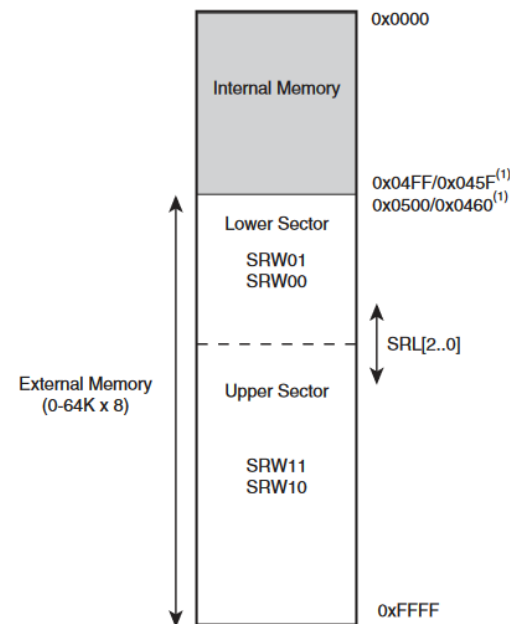 0x0000
Internal Memory
0x04FF/0x045F(1)
0x0500/0x0460(1)
Lower Sector
SRW01
SRW00
SRL[2..0]
External Memory
(0-64K x 8)
Upper Sector
SRW11
SRW10
0xFFFF